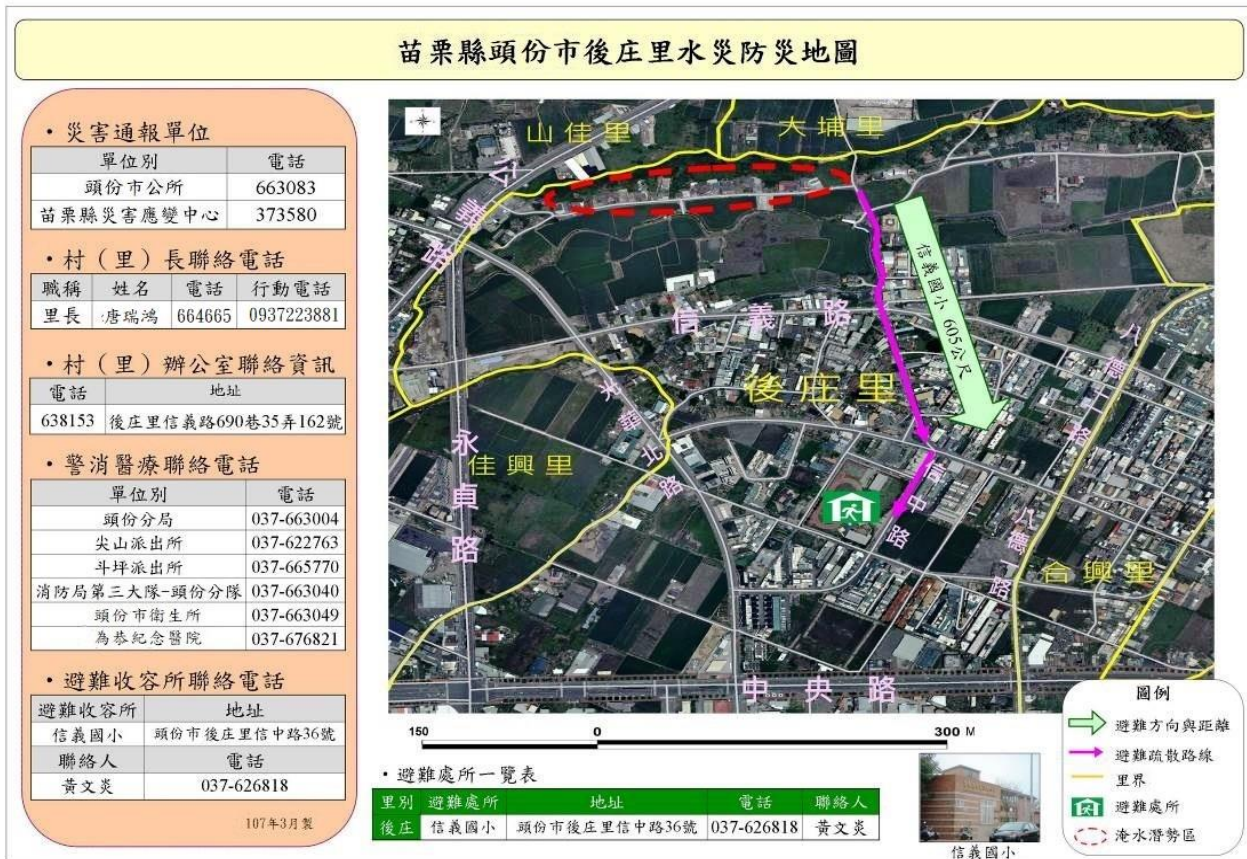 苗栗縣頭份市後庄里水災防災地圖
・災害通報單位
單位別 電話
頭份市公所 663083
苗栗縣災害應變中心 373580
・村（里）長聯絡電話
職稱 姓名 電話 行動電話
里長 :唐瑞鴻 664665 0937223881
・村（里）辦公室聯絡資訊
電話 地址
638153 後庄里信義路690巷35弄162號
・警消醫療聯絡電話
單位別 電話
頭份分局 037-663004
尖山派出所 037-622763
斗坪派出所 037-665770
消防局第三大隊-頭份分隊 037-663040
頭份市衛生所 037-663049
為恭紀念醫院 037-676821
・避難收容所聯絡電話
避難收容所 地址
信義國小 頭份市後庄里信中路36號
聯絡人 電話
黃文炎 037-626818
107年3月製
山佳里
大埔里
公義路
信義國小 605公尺
信義路
八德一路
後庄里
光華北路
永貞路
佳興里
信中路
八德路
合興里
中央路
150 0 300 M
・避難處所一覽表
里別 避難處所 地址 電話 聯絡人
後庄 信義國小 頭份市後庄里信中路36號 037-626818 黃文炎
信義國小
圖例
避難方向與距離
避難疏散路線
里界
避難處所
淹水潛勢區